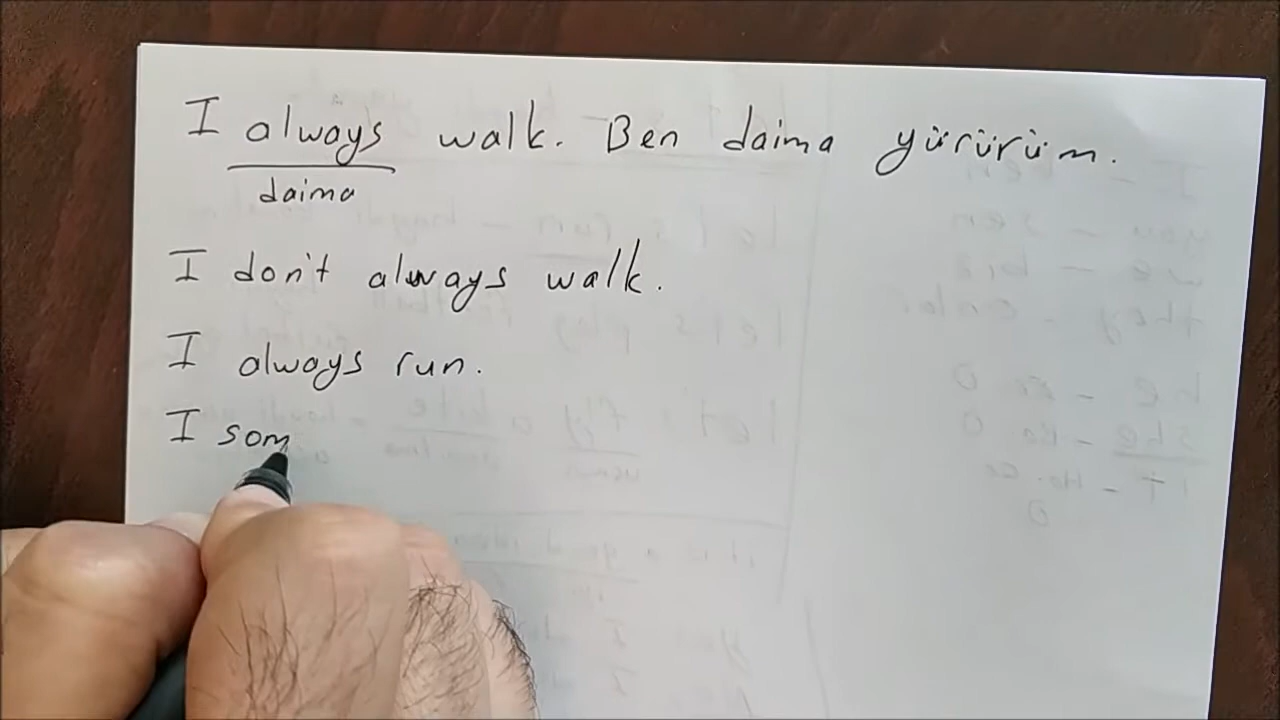 I always walk. Ben daima yürürüm.
daima
I don't always walk.
I always run.
I som